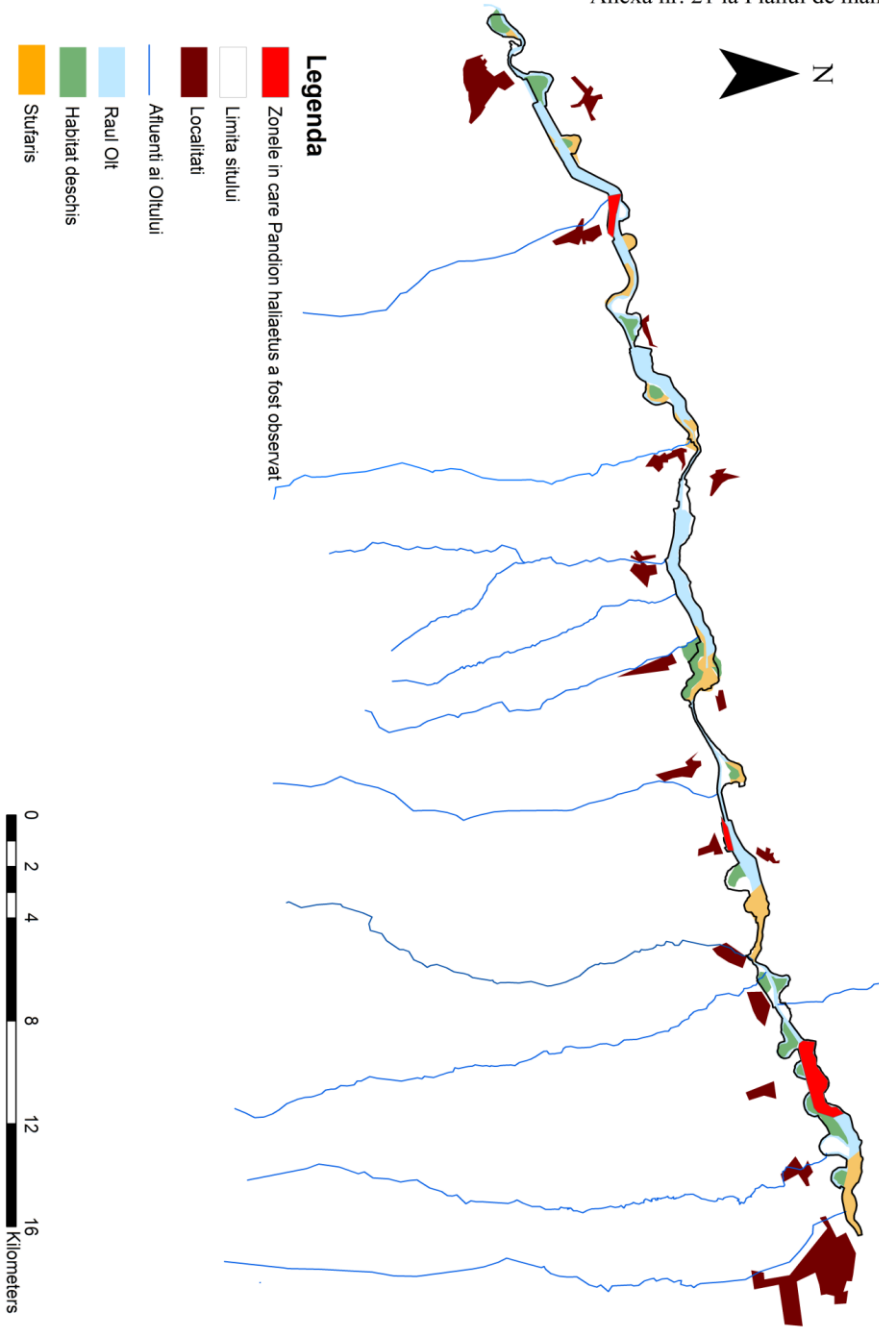 Anexa nr. 21 la Planul de man
N
Legenda
Zonele in care Pandion haliaetus a fost observat
Limita sitului
Localitati
Afluenti ai Oltului
Raul Olt
Habitat deschis
Stufaris
0 2 4 8 12 16
Kilometers